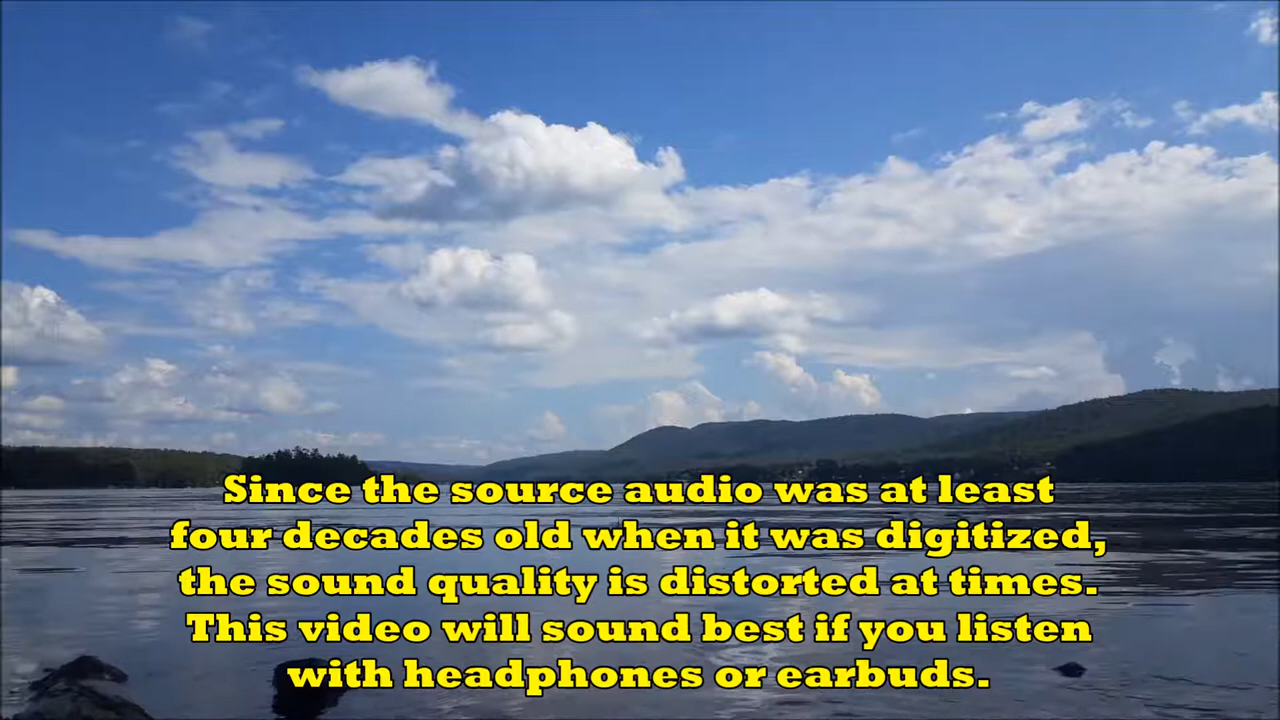 Since the source audio was at least
four decades old when it was digitized,
the sound quality is distorted at times.
This video will sound best if you listen
with headphones or earbuds.